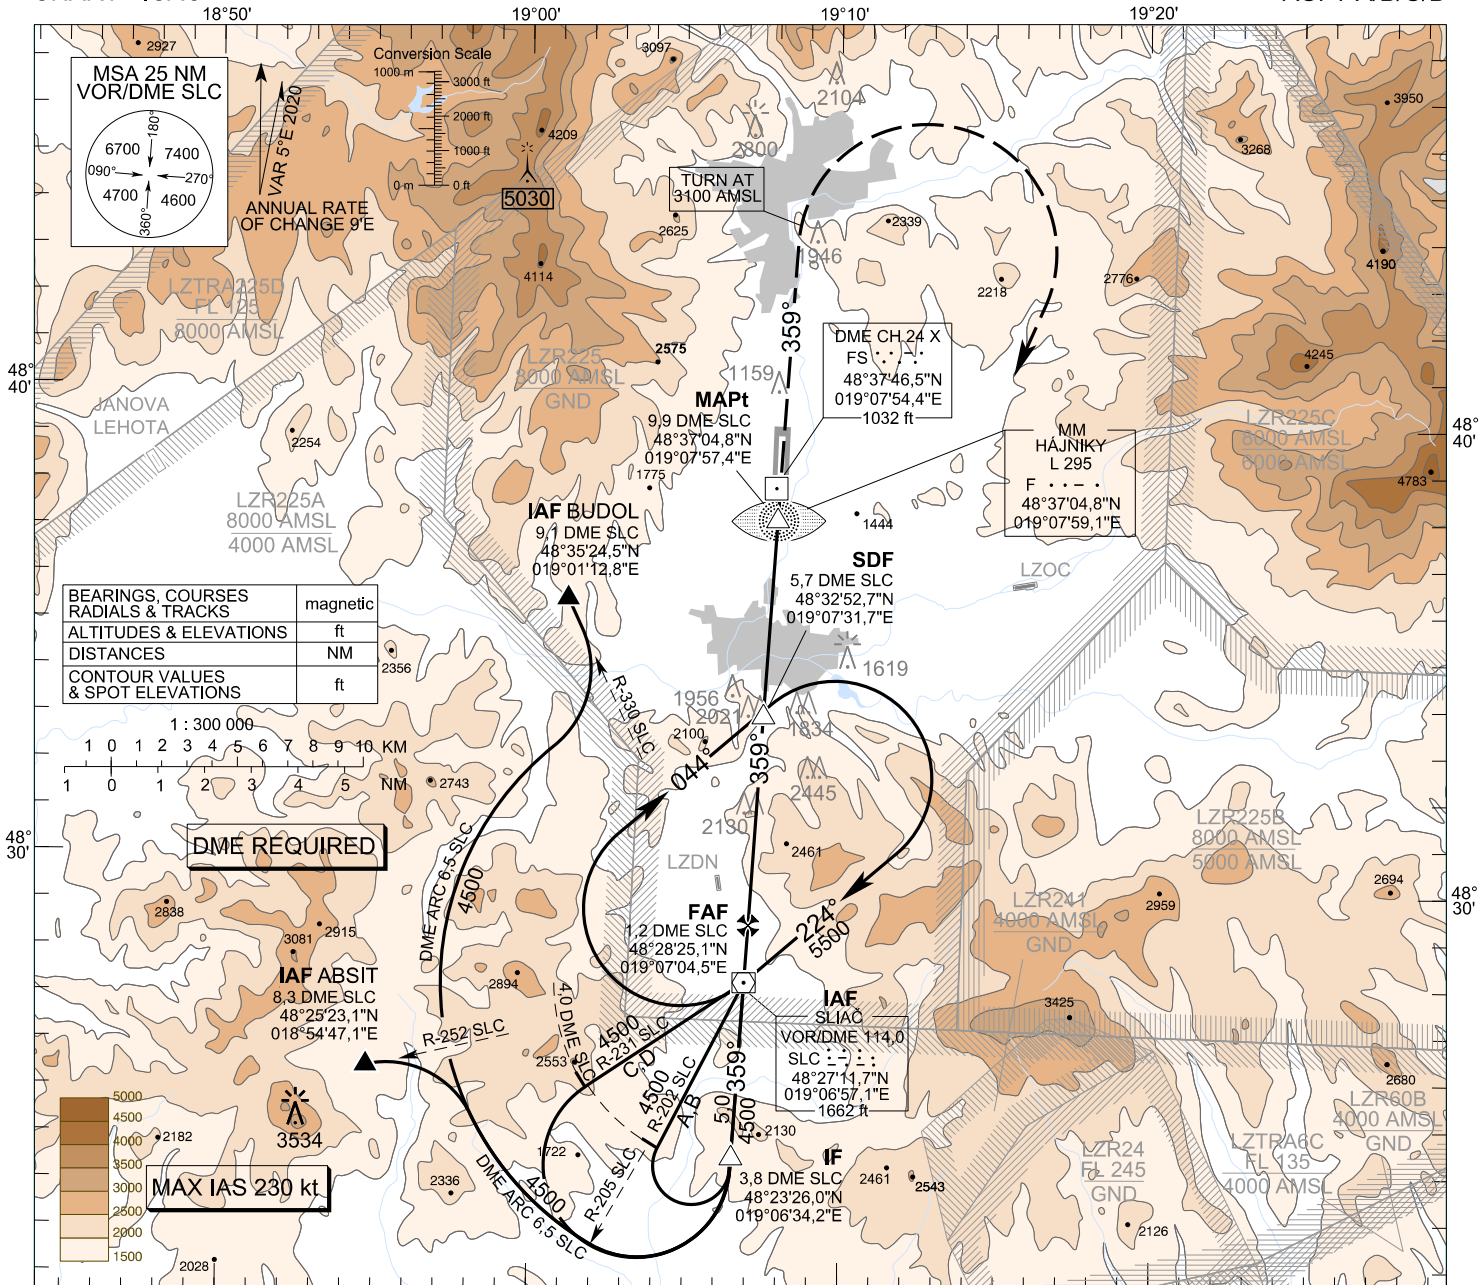 18°50'
19°00'
19°10'
19°20'
2927
MSA 25 NM
VOR/DME SLC
180°
6700
7400
090°
270°
4700
4600
360°
VAR 5°E 2020
ANNUAL RATE
OF CHANGE 9'E
Conversion Scale
1000 m
3000 ft
2000 ft
1000 ft
0 m
0 ft
3097
4209
5030
2104
2800
TURN AT
3100 AMSL
2625
1946
2339
2218
2776
3268
3950
4190
4114
LZTRA225D
FL 125
8000 AMSL
LZR225
8000 AMSL
GND
2575
359°
DME CH 24 X
FS
48°37'46,5"N
019°07'54,4"E
1032 ft
1159
MAPt
9,9 DME SLC
48°37'04,8"N
019°07'57,4"E
4245
48°
40'
48°
40'
JANOVA
LEHOTA
2254
LZR225C
8000 AMSL
6000 AMSL
MM
HÁJNIKY
L 295
F
48°37'04,8"N
019°07'59,1"E
4783
1775
1444
LZR225A
8000 AMSL
4000 AMSL
IAF BUDOL
9,1 DME SLC
48°35'24,5"N
019°01'12,8"E
SDF
5,7 DME SLC
48°32'52,7"N
019°07'31,7"E
LZOC
BEARINGS, COURSES
RADIALS & TRACKS
magnetic
ALTITUDES & ELEVATIONS
ft
DISTANCES
NM
CONTOUR VALUES
& SPOT ELEVATIONS
ft
2356
1619
R-330 SLC
1956
2021
2100
1834
1 : 300 000
1 0 1 2 3 4 5 6 7 8 9 10 KM
1 0 1 2 3 4 5 NM
2743
044°
359°
2445
2130
2461
DME REQUIRED
48°
30'
48°
30'
LZDN
LZR225B
8000 AMSL
5000 AMSL
2694
2959
LZR241
4000 AMSL
GND
DME ARC 6,5 SLC
4500
2838
2915
3081
FAF
1,2 DME SLC
48°28'25,1"N
019°07'04,5"E
224°
5500
IAF ABSIT
8,3 DME SLC
48°25'23,1"N
018°54'47,1"E
2894
R-252 SLC
4,0 DME SLC
IAF
SLIAČ
VOR/DME 114,0
SLC
48°27'11,7"N
019°06'57,1"E
1662 ft
3425
4500
R-231 SLC
C,D
2553
4500
R-202 SLC
A,B
5,0 359°
4500
2130
2680
LZR60B
4000 AMSL
GND
5000
4500
4000
3500
3000
2500
2000
1500
3534
2182
MAX IAS 230 kt
2336
1722
DME ARC 6,5 SLC
4500
R-205 SLC
IF
3,8 DME SLC
48°23'26,0"N
019°06'34,2"E
2461
2543
LZR24
FL 245
GND
LZTRA6C
FL 135
4000 AMSL
2126
2028